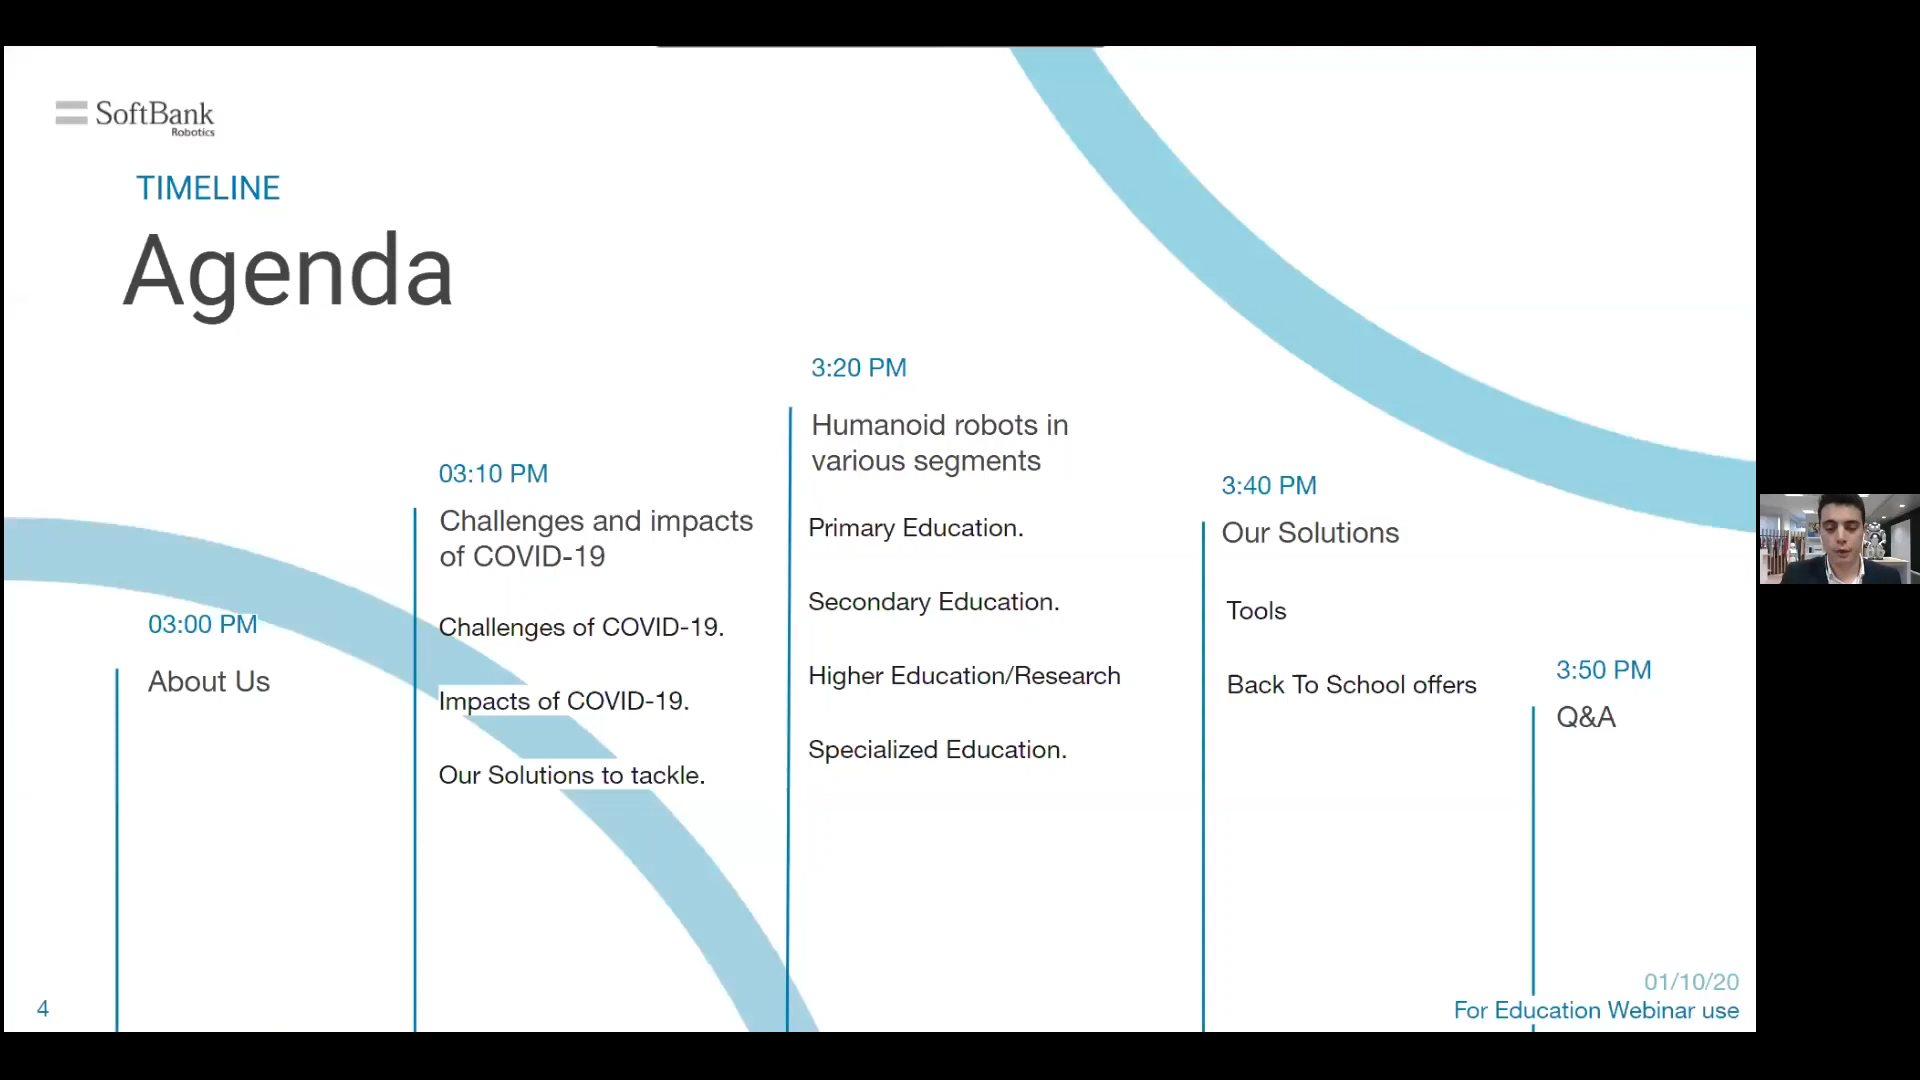 SoftBank
Robotics
TIMELINE
Agenda
03:00 PM
About Us
03:10 PM
Challenges and impacts
of COVID-19
Challenges of COVID-19.
Impacts of COVID-19.
Our Solutions to tackle.
3:20 PM
Humanoid robots in
various segments
Primary Education.
Secondary Education.
Higher Education/Research
Specialized Education.
3:40 PM
Our Solutions
Tools
Back To School offers
3:50 PM
Q&A
4
01/10/20
For Education Webinar use